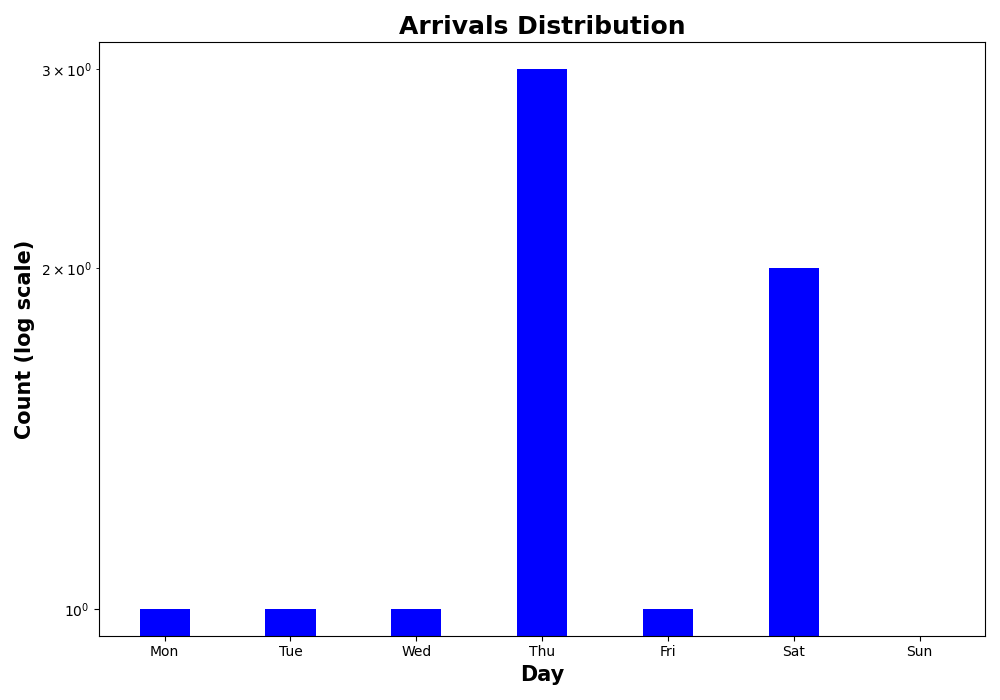 Arrivals Distribution
Count (log scale)
3 × 10⁰
2 × 10⁰
10⁰
Mon Tue Wed Thu Fri Sat Sun
Day